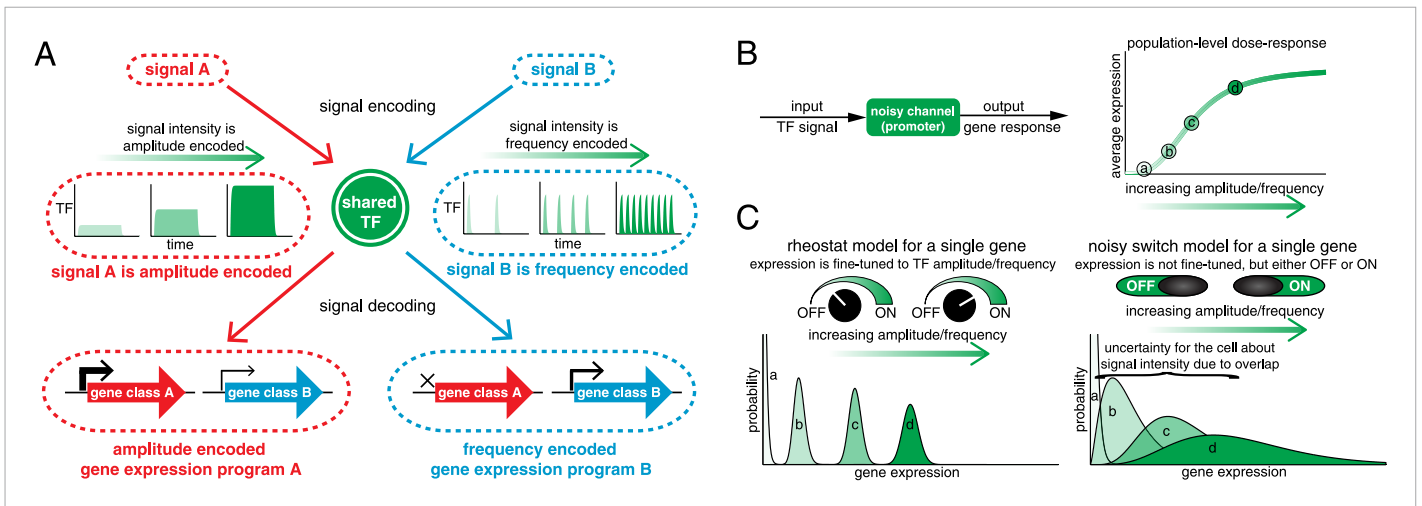 A
signal A
signal B
signal encoding
signal intensity is
amplitude encoded
signal intensity is
frequency encoded
TF
time
shared
TF
TF
time
signal A is amplitude encoded
signal B is frequency encoded
signal decoding
gene class A
gene class B
gene class A
gene class B
amplitude encoded
gene expression program A
frequency encoded
gene expression program B
B
input
TF signal
noisy channel
(promoter)
output
gene response
population-level dose-response
average expression
a
b
c
d
increasing amplitude/frequency
C
rheostat model for a single gene
expression is fine-tuned to TF amplitude/frequency
OFF
ON
OFF
ON
increasing amplitude/frequency
probability
a
b
c
d
gene expression
noisy switch model for a single gene
expression is not fine-tuned, but either OFF or ON
OFF
ON
increasing amplitude/frequency
uncertainty for the cell about
signal intensity due to overlap
probability
a
b
c
d
gene expression